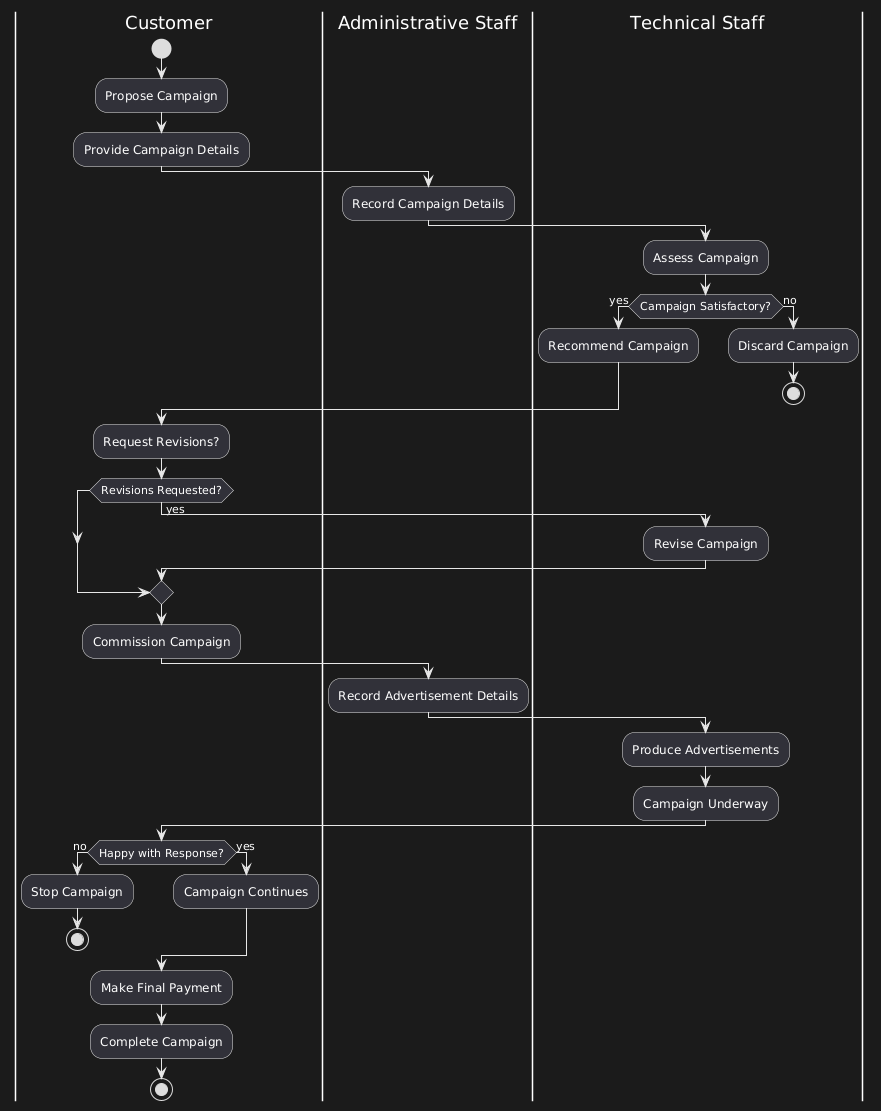 Customer
Administrative Staff
Technical Staff
Propose Campaign
Provide Campaign Details
Record Campaign Details
Assess Campaign
yes
Campaign Satisfactory?
no
Recommend Campaign
Discard Campaign
Request Revisions?
Revisions Requested?
yes
Revise Campaign
Commission Campaign
Record Advertisement Details
Produce Advertisements
Campaign Underway
no
Happy with Response?
yes
Stop Campaign
Campaign Continues
Make Final Payment
Complete Campaign